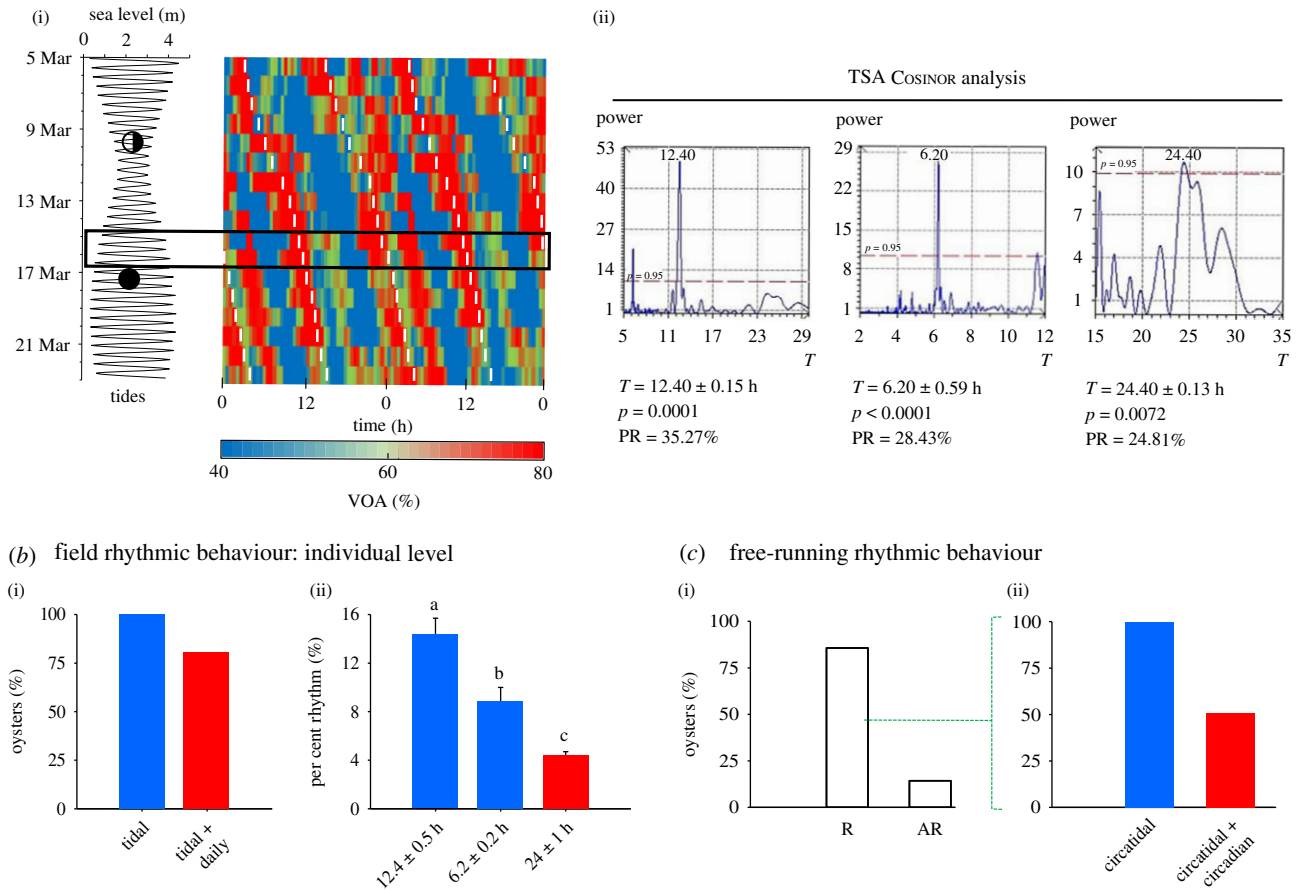 (i)
sea level (m)
0 2 4
5 Mar
9 Mar
13 Mar
17 Mar
21 Mar
tides
0 12 0 12 0
time (h)
40 60 80
VOA (%)
(ii)
TSA COSINOR analysis
power
53
40
27
14
1
12.40
p = 0.95
5 11 17 23 29
T
T = 12.40 ± 0.15 h
p = 0.0001
PR = 35.27%
power
29
22
15
8
1
6.20
p = 0.95
2 4 6 8 10 12
T
T = 6.20 ± 0.59 h
p < 0.0001
PR = 28.43%
power
10
7
4
1
24.40
p = 0.95
15 20 25 30 35
T
T = 24.40 ± 0.13 h
p = 0.0072
PR = 24.81%
(b) field rhythmic behaviour: individual level
(i)
oysters (%)
100
75
50
25
0
tidal
tidal +
daily
(ii)
per cent rhythm (%)
16
12
8
4
0
a
b
c
12.4 ± 0.5 h
6.2 ± 0.2 h
24 ± 1 h
(c) free-running rhythmic behaviour
(i)
oysters (%)
100
75
50
25
0
R AR
(ii)
100
75
50
25
0
circatidal
circatidal +
circadian